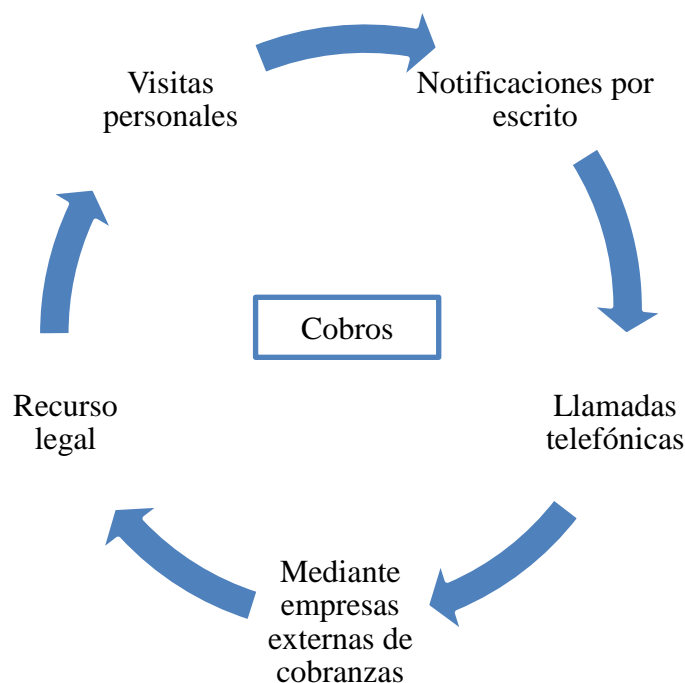 Visitas
personales
Notificaciones por
escrito
Cobros
Recurso
legal
Llamadas
telefónicas
Mediante
empresas
externas de
cobranzas